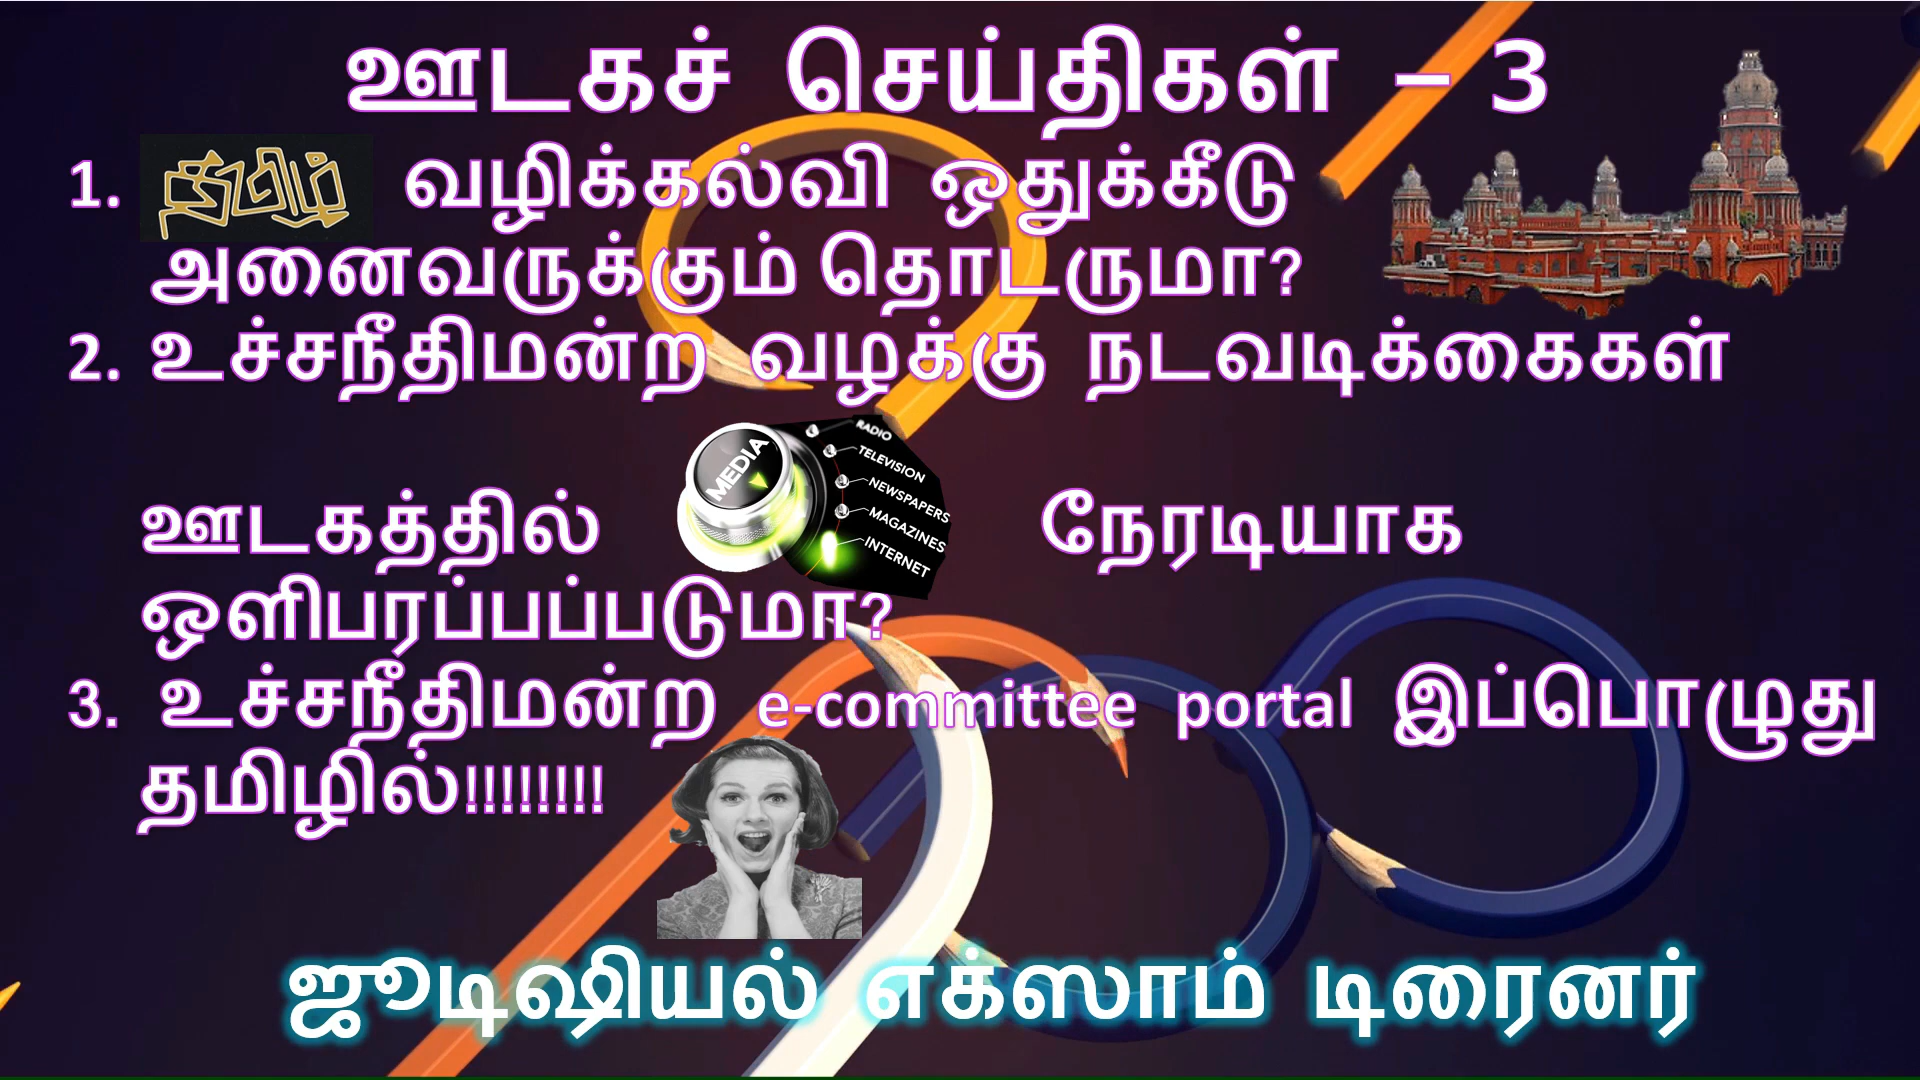 ஊடகச் செய்திகள் – 3
1. தமிழ் வழிக்கல்வி ஒதுக்கீடு
அனைவருக்கும் தொடருமா?
2. உச்சநீதிமன்ற வழக்கு நடவடிக்கைகள்
MEDIA
RADIO
TELEVISION
NEWSPAPERS
MAGAZINES
INTERNET
ஊடகத்தில் நேரடியாக
ஒளிபரப்பப்படுமா?
3. உச்சநீதிமன்ற e-committee portal இப்பொழுது
தமிழில்!!!!!!!!
ஜூடிஷியல் எக்ஸாம் டிரைனர்